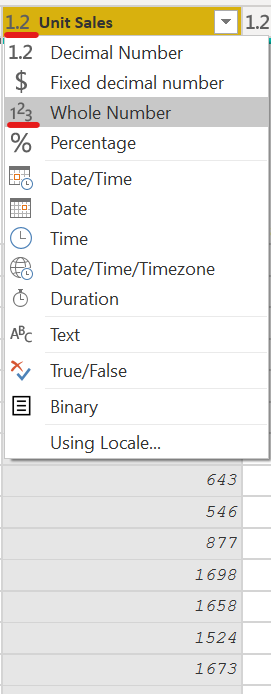 1.2 Unit Sales 1.2
1.2 Decimal Number
$ Fixed decimal number
123 Whole Number
% Percentage
Date/Time
Date
Time
Date/Time/Timezone
Duration
ABC Text
True/False
Binary
Using Locale...
643
546
877
1698
1658
1524
1673